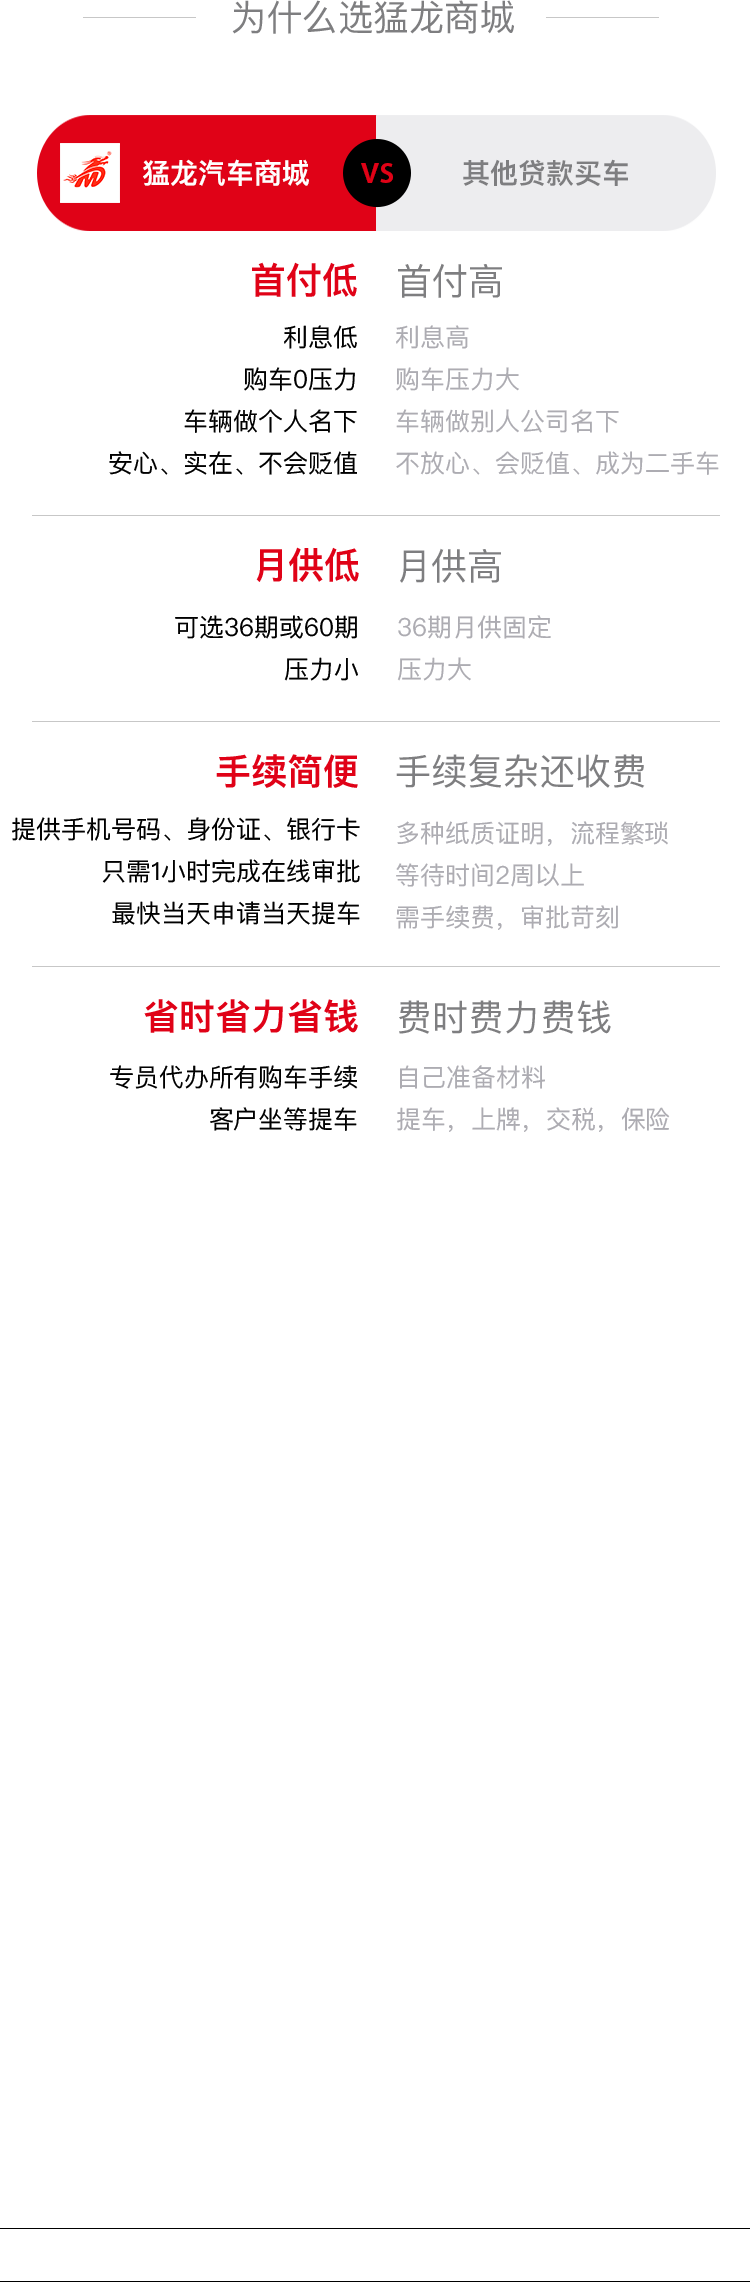 为什么选猛龙商城
猛龙汽车商城 VS 其他贷款买车
首付低 首付高
利息低 利息高
购车0压力 购车压力大
车辆做个人名下 车辆做别人公司名下
安心、实在、不会贬值 不放心、会贬值、成为二手车
月供低 月供高
可选36期或60期 36期月供固定
压力小 压力大
手续简便 手续复杂还收费
提供手机号码、身份证、银行卡 多种纸质证明，流程繁琐
只需1小时完成在线审批 等待时间2周以上
最快当天申请当天提车 需手续费，审批苛刻
省时省力省钱 费时费力费钱
专员代办所有购车手续 自己准备材料
客户坐等提车 提车，上牌，交税，保险